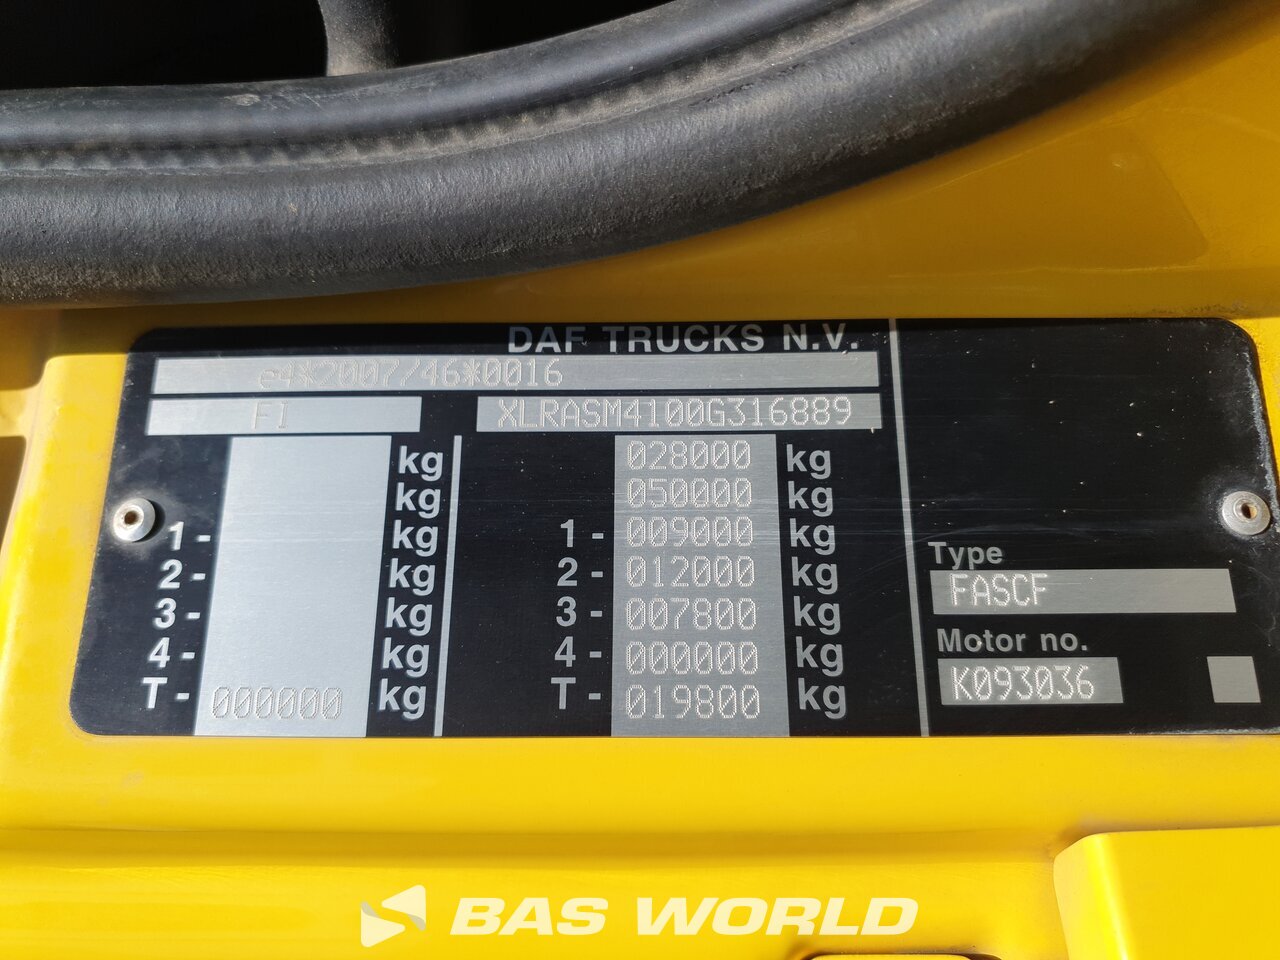 DAF TRUCKS N.V.
e4*2007/46*0016
FI XLRASM4100G316889
kg 028000 kg
kg 050000 kg
1- kg 1- 009000 kg
2- kg 2- 012000 kg
3- kg 3- 007800 kg
4- kg 4- 000000 kg
T- 000000 kg T- 019800 kg
Type
FASCF
Motor no.
K093036
BAS WORLD